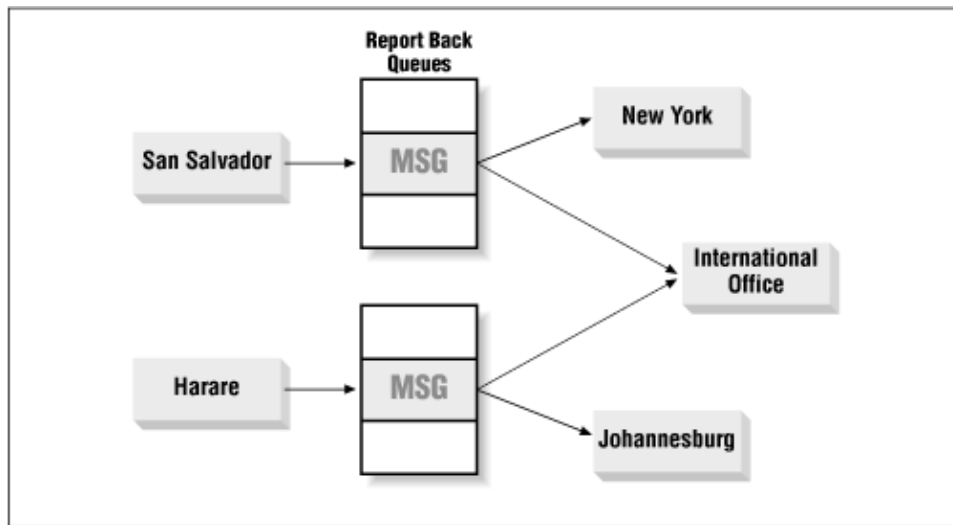 Report Back
Queues
San Salvador
MSG
New York
International
Office
Harare
MSG
Johannesburg